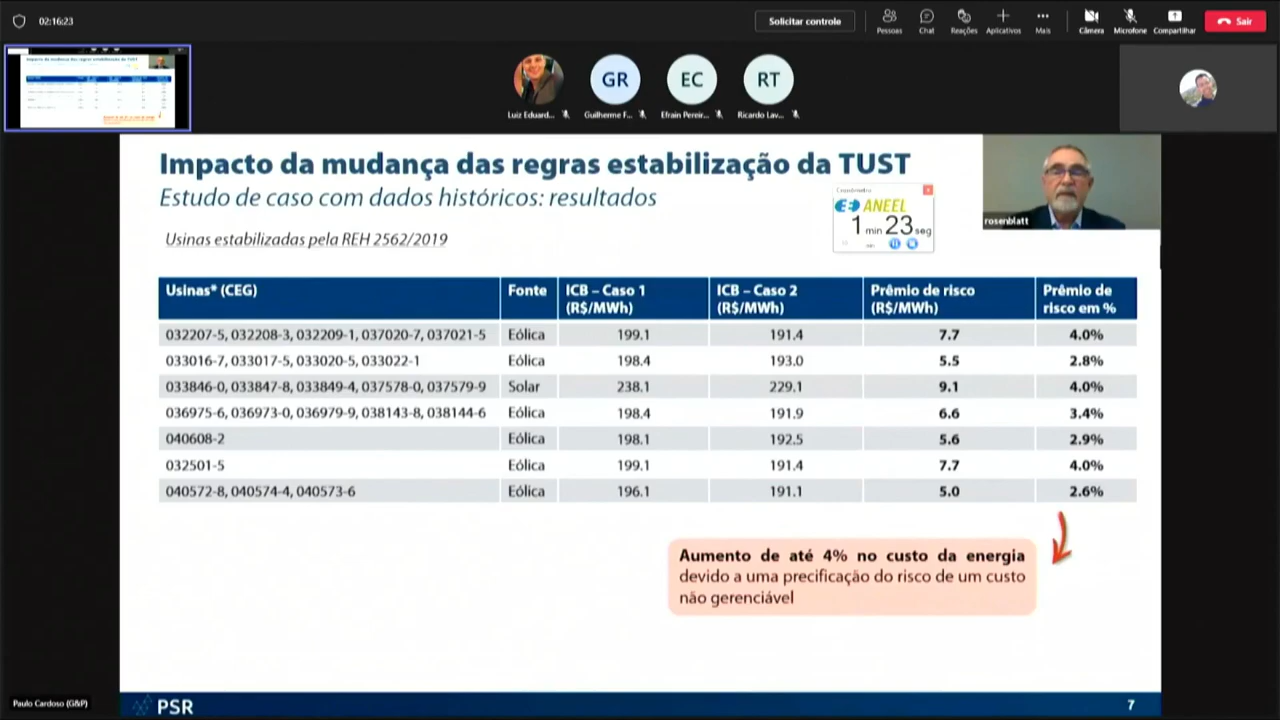 02:16:23
Solicitar controle
Pessoas
Chat
Reações
Aplicativos
Mais
Câmera
Microfone
Compartilhar
Sair
GR
EC
RT
Luiz Eduard...
Guilherme F...
Efrain Pereir...
Ricardo Lav...
Impacto da mudança das regras estabilização da TUST
Estudo de caso com dados históricos: resultados
Usinas estabilizadas pela REH 2562/2019
Cronômetro
ANEEL
1 min 23 seg
rosenblatt
Usinas* (CEG) Fonte ICB – Caso 1 (R$/MWh) ICB – Caso 2 (R$/MWh) Prêmio de risco (R$/MWh) Prêmio de risco em %
032207-5, 032208-3, 032209-1, 037020-7, 037021-5 Eólica 199.1 191.4 7.7 4.0%
033016-7, 033017-5, 033020-5, 033022-1 Eólica 198.4 193.0 5.5 2.8%
033846-0, 033847-8, 033849-4, 037578-0, 037579-9 Solar 238.1 229.1 9.1 4.0%
036975-6, 036973-0, 036979-9, 038143-8, 038144-6 Eólica 198.4 191.9 6.6 3.4%
040608-2 Eólica 198.1 192.5 5.6 2.9%
032501-5 Eólica 199.1 191.4 7.7 4.0%
040572-8, 040574-4, 040573-6 Eólica 196.1 191.1 5.0 2.6%
Aumento de até 4% no custo da energia
devido a uma precificação do risco de um custo
não gerenciável
Paulo Cardoso (G&P)
PSR
7